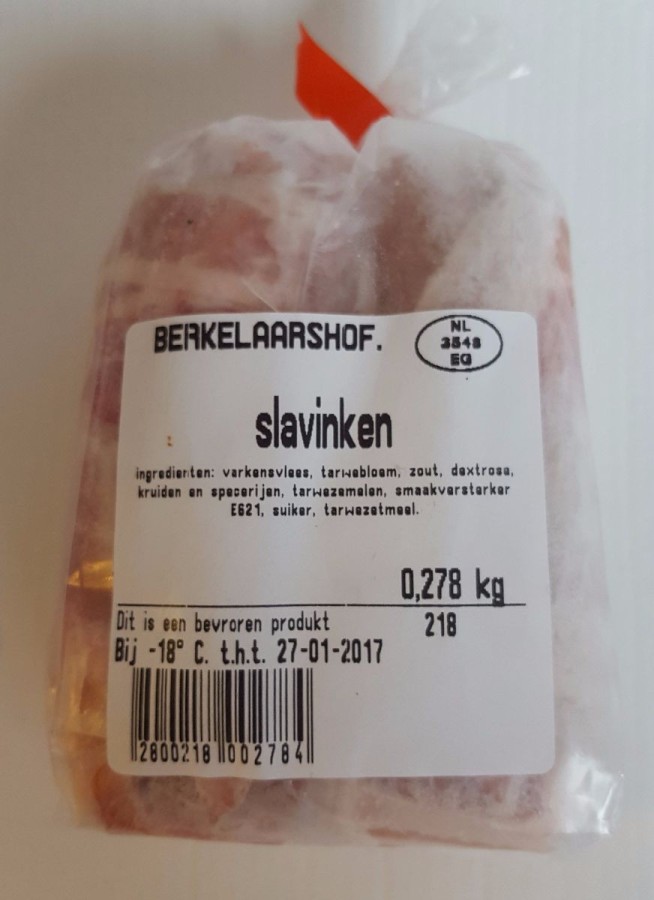 BERKELAARSHOF.
NL
3548
EG
slavinken
ingredienten: varkensvlees, tarwebloem, zout, dextrose,
kruiden en specerijen, tarwezemelen, smaakversterker
E621, suiker, tarwezetmeel.
0,278 kg
Dit is een bevroren produkt
218
Bij -18° C. t.h.t. 27-01-2017
2800218 002784